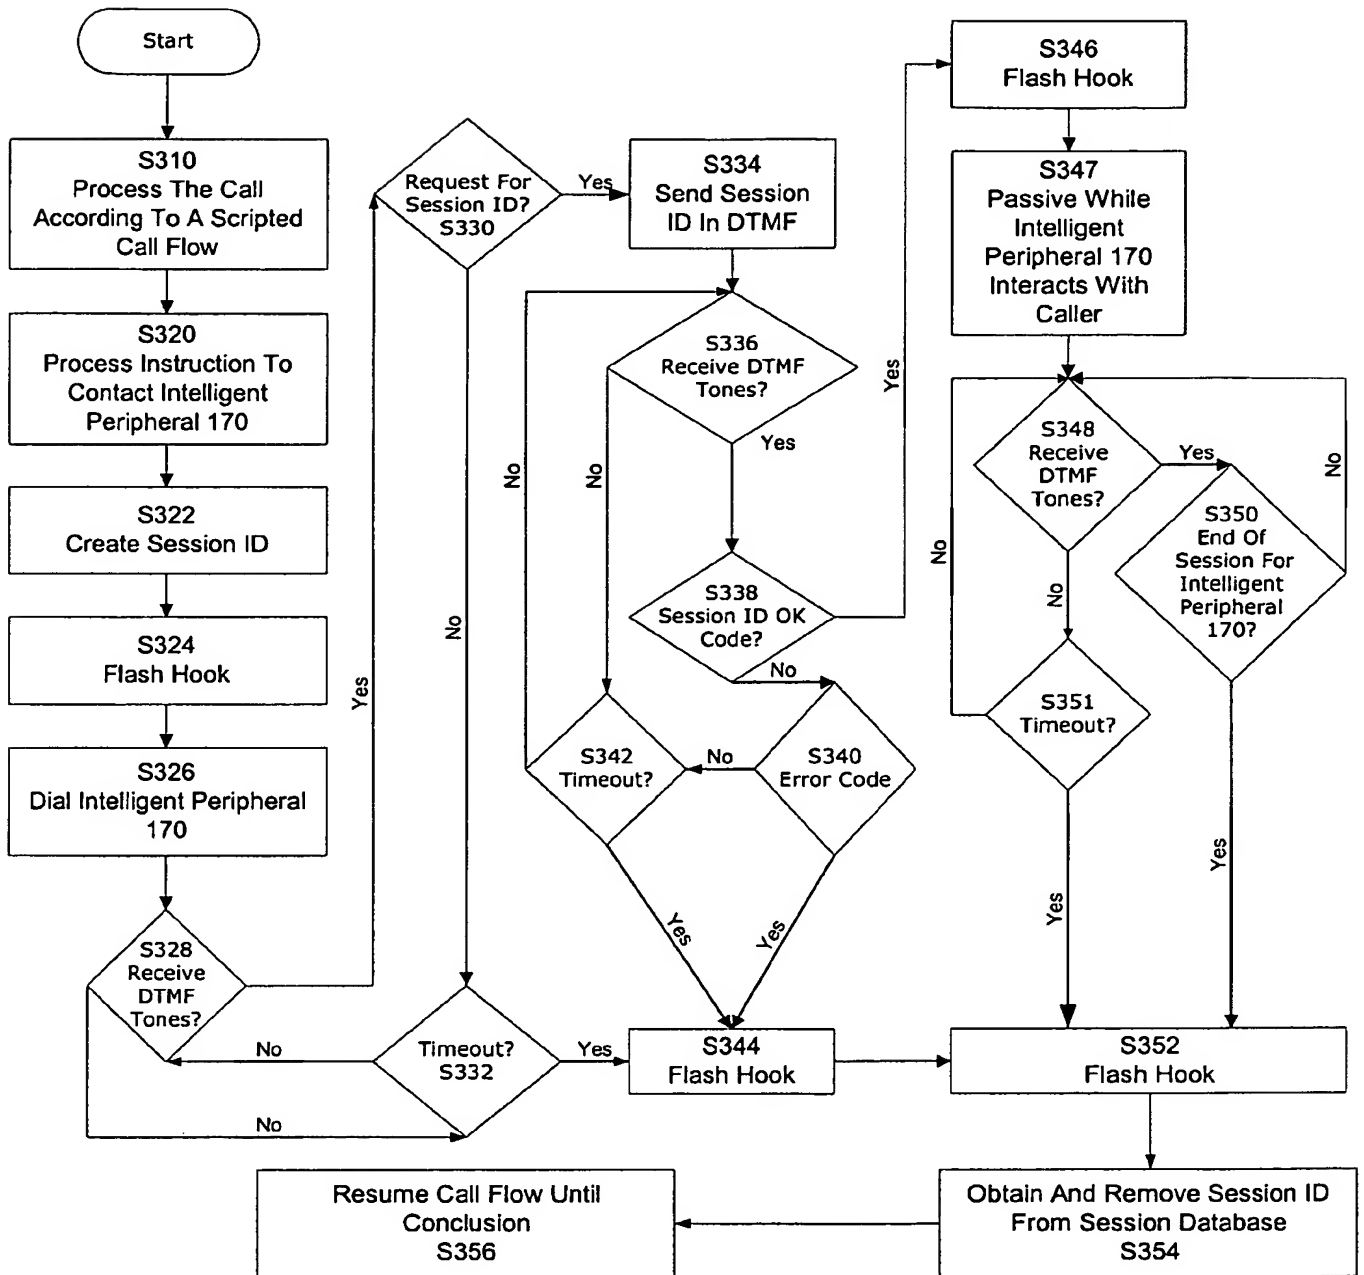 Start
S310
Process The Call
According To A Scripted
Call Flow
S320
Process Instruction To
Contact Intelligent
Peripheral 170
S322
Create Session ID
S324
Flash Hook
S326
Dial Intelligent Peripheral
170
S328
Receive
DTMF
Tones?
Yes
No
Request For
Session ID?
S330
Yes
No
Timeout?
S332
No
Yes
S334
Send Session
ID In DTMF
S336
Receive DTMF
Tones?
No
Yes
S338
Session ID OK
Code?
Yes
No
S340
Error Code
No
Yes
S342
Timeout?
No
Yes
S344
Flash Hook
S346
Flash Hook
S347
Passive While
Intelligent
Peripheral 170
Interacts With
Caller
S348
Receive
DTMF
Tones?
Yes
No
S350
End Of
Session For
Intelligent
Peripheral
170?
No
Yes
S351
Timeout?
No
Yes
S352
Flash Hook
Obtain And Remove Session ID
From Session Database
S354
Resume Call Flow Until
Conclusion
S356